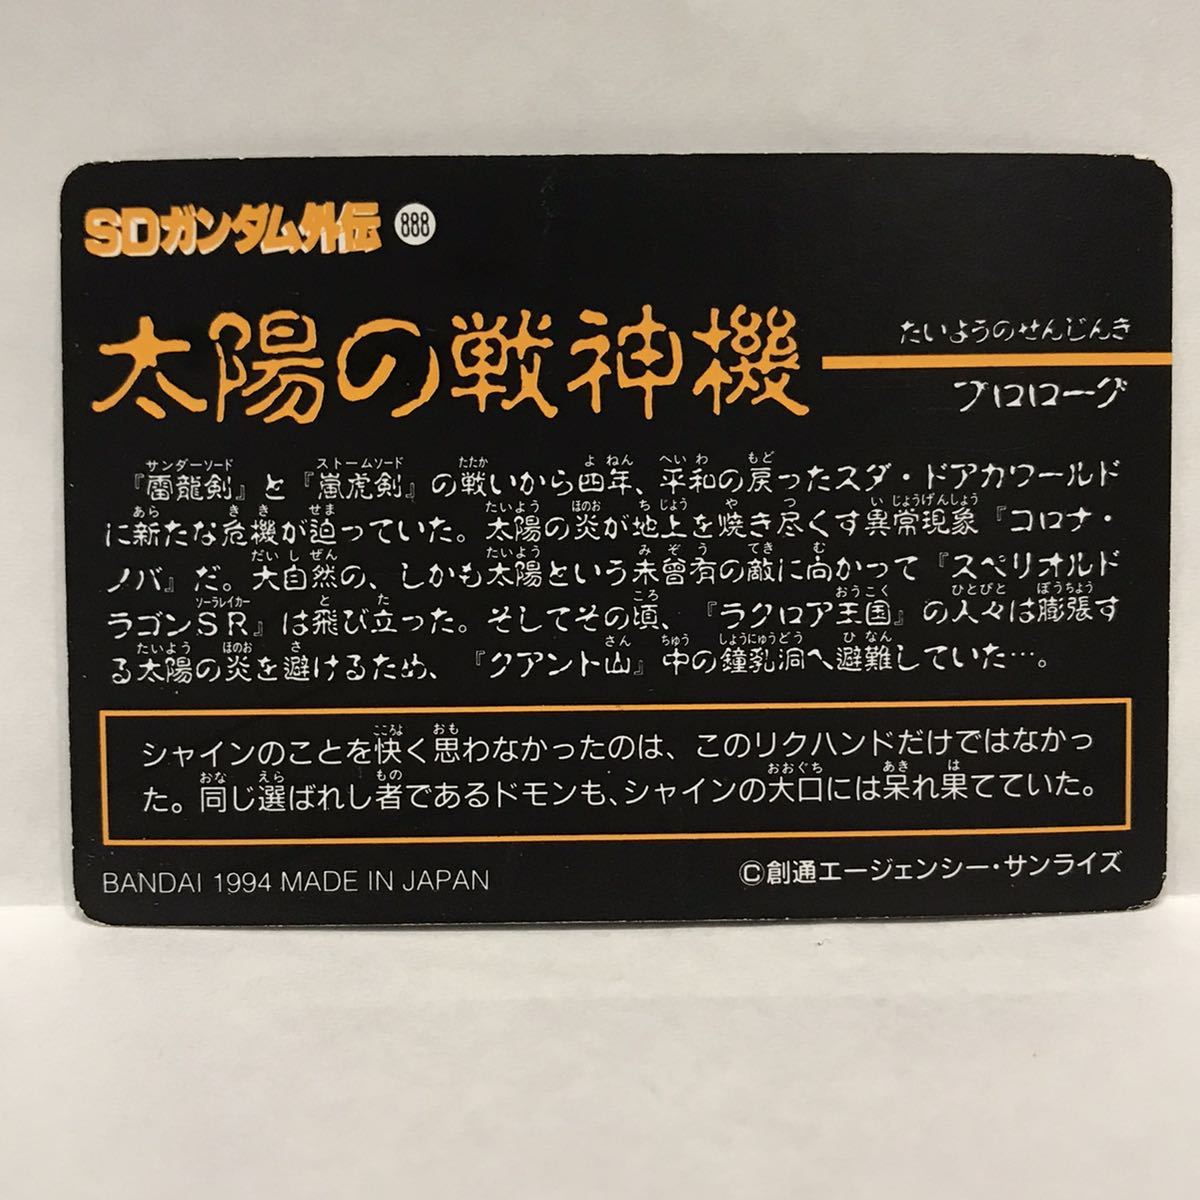 SDガンダム外伝 888
太陽の戦神機
たいようのせんじんき
プロローグ
『雷龍剣』と『嵐虎剣』の戦いから四年、平和の戻ったスダ・ドアカワールド
に新たな危機が迫っていた。太陽の炎が地上を焼き尽くす異常現象『コロナ・
ノバ』だ。大自然の、しかも太陽という未曾有の敵に向かって『スペリオルド
ラゴンSR』は飛び立った。そしてその頃、『ラクロア王国』の人々は膨張す
る太陽の炎を避けるため、『クアント山』中の鐘乳洞へ避難していた…。
シャインのことを快く思わなかったのは、このリクハンドだけではなかっ
た。同じ選ばれし者であるドモンも、シャインの大口には呆れ果てていた。
BANDAI 1994 MADE IN JAPAN
©創通エージェンシー・サンライズ